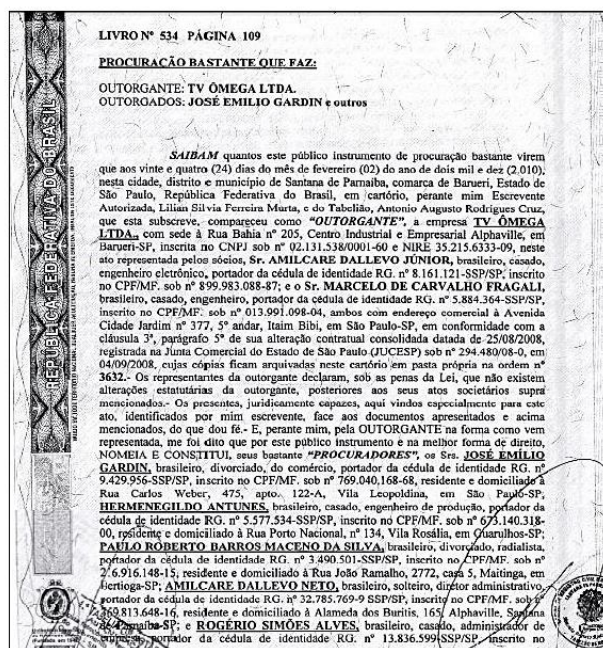 LIVRO Nº 534 PÁGINA 109
PROCURAÇÃO BASTANTE QUE FAZ:
OUTORGANTE: TV ÔMEGA LTDA.
OUTORGADOS: JOSÉ EMILIO GARDIN e outros
SAIBAM quantos este público instrumento de procuração bastante virem
que aos vinte e quatro (24) dias do mês de fevereiro (02) do ano de dois mil e dez (2.010),
nesta cidade, distrito e município de Santana de Parnaíba, comarca de Barueri, Estado de
São Paulo, República Federativa do Brasil, em cartório, perante mim Escrevente
Autorizada, Lilian Silvia Ferreira Murta, e do Tabelião, Antonio Augusto Rodrigues Cruz,
que esta subscreve, compareceu como "OUTORGANTE", a empresa TV ÔMEGA
LTDA., com sede à Rua Bahia nº 205, Centro Industrial e Empresarial Alphaville, em
Barueri-SP, inscrita no CNPJ sob nº 02.131.538/0001-60 e NIRE 35.215.6333-09, neste
ato representada pelos sócios, Sr. AMILCARE DALLEVO JÚNIOR, brasileiro, casado,
engenheiro eletrônico, portador da cédula de identidade RG. nº 8.161.121-SSP/SP, inscrito
no CPF/MF. sob nº 899.983.088-87; e o Sr. MARCELO DE CARVALHO FRAGALI,
brasileiro, casado, engenheiro, portador da cédula de identidade RG. nº 5.884.364-SSP/SP,
inscrito no CPF/MF. sob nº 013.991.098-04, ambos com endereço comercial à Avenida
Cidade Jardim nº 377, 5º andar, Itaim Bibi, em São Paulo-SP, em conformidade com a
cláusula 3ª, parágrafo 5º de sua alteração contratual consolidada datada de 25/08/2008,
registrada na Junta Comercial do Estado de São Paulo (JUCESP) sob nº 294.480/08-0, em
04/09/2008, cujas cópias ficam arquivadas neste cartório em pasta própria na ordem nº
3632.- Os representantes da outorgante declaram, sob as penas da Lei, que não existem
alterações estatutárias da outorgante, posteriores aos seus atos societários supra
mencionados.- Os presentes, juridicamente capazes, aqui vindos especialmente para este
ato, identificados por mim escrevente, face aos documentos apresentados e acima
mencionados, do que dou fé.- E, perante mim, pela OUTORGANTE na forma como vem
representada, me foi dito que por este público instrumento e na melhor forma de direito,
NOMEIA E CONSTITUI, seus bastante "PROCURADORES", os Srs. JOSÉ EMÍLIO
GARDIN, brasileiro, divorciado, do comércio, portador da cédula de identidade RG. nº
9.429.956-SSP/SP, inscrito no CPF/MF. sob nº 769.040.168-68, residente e domiciliado à
Rua Carlos Weber, 475, apto. 122-A, Vila Leopoldina, em São Paulo-SP;
HERMENEGILDO ANTUNES, brasileiro, casado, engenheiro de produção, portador da
cédula de identidade RG. nº 5.577.534-SSP/SP, inscrito no CPF/MF. sob nº 673.140.318-
00, residente e domiciliado à Rua Porto Nacional, nº 134, Vila Rosália, em Guarulhos-SP;
PAULO ROBERTO BARROS MACENO DA SILVA, brasileiro, divorciado, radialista,
portador da cédula de identidade RG. nº 3.490.501-SSP/SP, inscrito no CPF/MF. sob nº
2'6.916.148-15, residente e domiciliado à Rua João Ramalho, 2772, casa 5, Maitinga, em
Bertioga-SP; AMILCARE DALLEVO NETO, brasileiro, solteiro, diretor administrativo,
portador da cédula de identidade RG. nº 32.785.769-9 SSP/SP, inscrito no CPF/MF. sob nº
369.813.648-16, residente e domiciliado à Alameda dos Buritis, 165, Alphaville, Santana
de Parnaíba-SP; e ROGÉRIO SIMÕES ALVES, brasileiro, casado, administrador de
empresas, portador da cédula de identidade RG. nº 13.836.599-SSP/SP, inscrito no
REPÚBLICA FEDERATIVA DO BRASIL